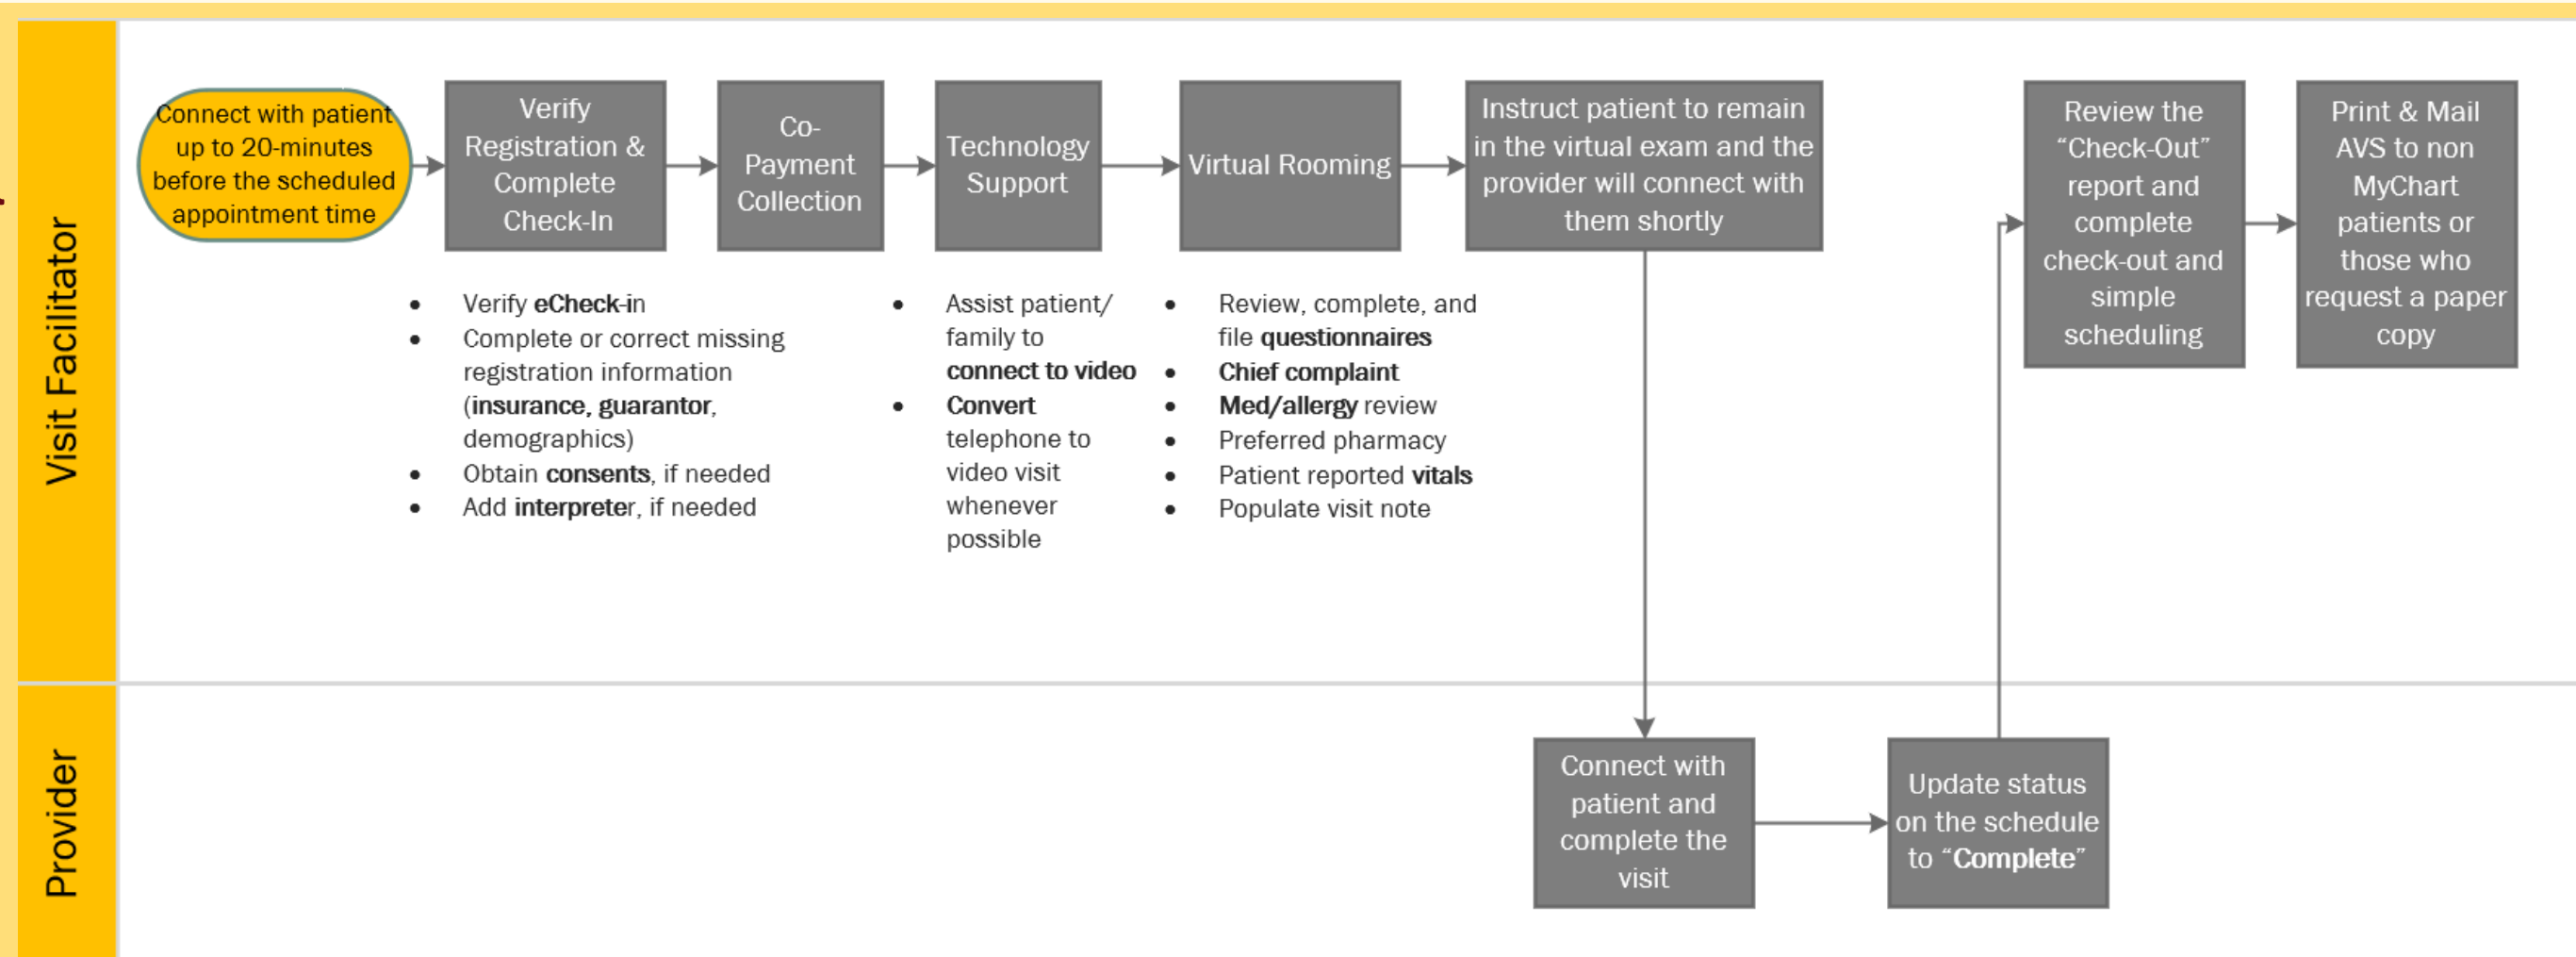 Visit Facilitator
Connect with patient
up to 20-minutes
before the scheduled
appointment time
Verify
Registration &
Complete
Check-In
Co-
Payment
Collection
Technology
Support
Virtual Rooming
Instruct patient to remain
in the virtual exam and the
provider will connect with
them shortly
Review the
“Check-Out”
report and
complete
check-out and
simple
scheduling
Print & Mail
AVS to non
MyChart
patients or
those who
request a paper
copy
• Verify eCheck-in
• Complete or correct missing
registration information
(insurance, guarantor,
demographics)
• Obtain consents, if needed
• Add interpreter, if needed
• Assist patient/
family to
connect to video
• Convert
telephone to
video visit
whenever
possible
• Review, complete, and
file questionnaires
• Chief complaint
• Med/allergy review
• Preferred pharmacy
• Patient reported vitals
• Populate visit note
Provider
Connect with
patient and
complete the
visit
Update status
on the schedule
to “Complete”